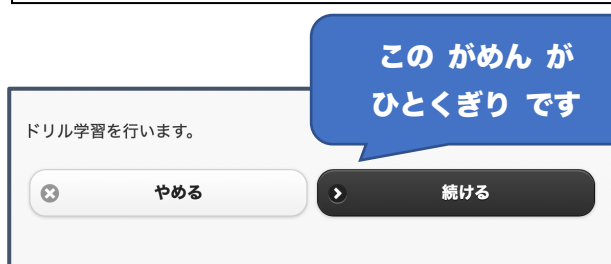 この がめん が
ひとくぎり です
ドリル学習を行います。
やめる
続ける